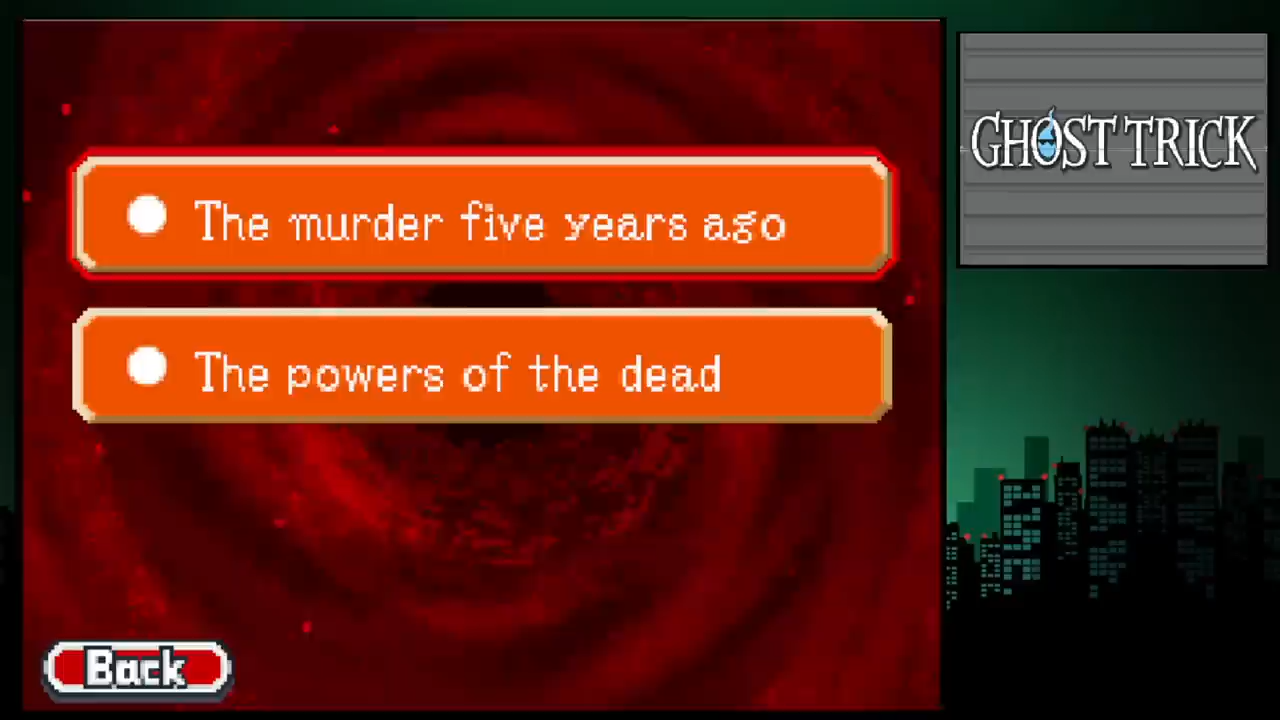 The murder five years ago
GHOST TRICK
The powers of the dead
Back